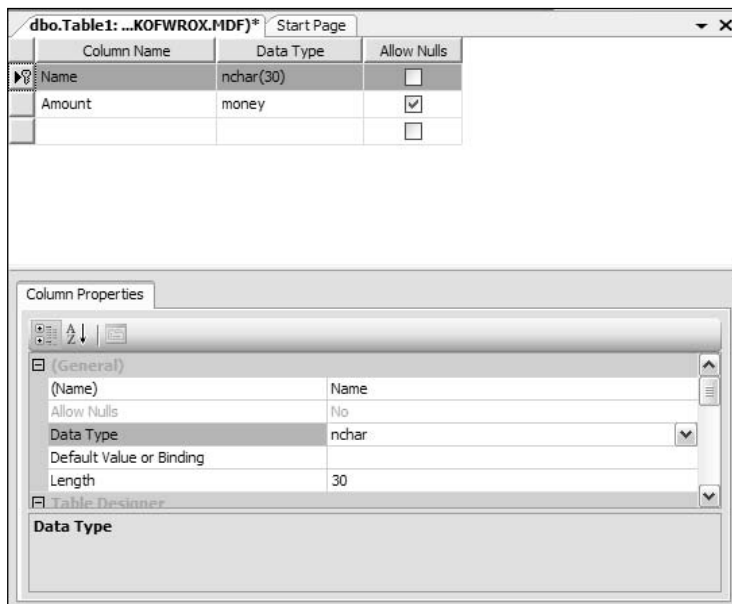 dbo.Table1: ...KOFWROX.MDF)* Start Page
Column Name Data Type Allow Nulls
Name nchar(30)
Amount money
Column Properties
A
Z
(General)
(Name) Name
Allow Nulls No
Data Type nchar
Default Value or Binding
Length 30
Table Designer
Data Type